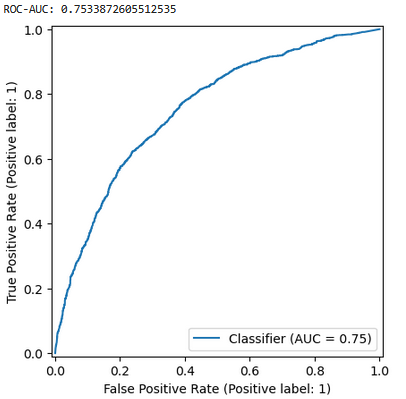 ROC-AUC: 0.7533872605512535
1.0
0.8
0.6
0.4
0.2
0.0
True Positive Rate (Positive label: 1)
Classifier (AUC = 0.75)
0.0 0.2 0.4 0.6 0.8 1.0
False Positive Rate (Positive label: 1)